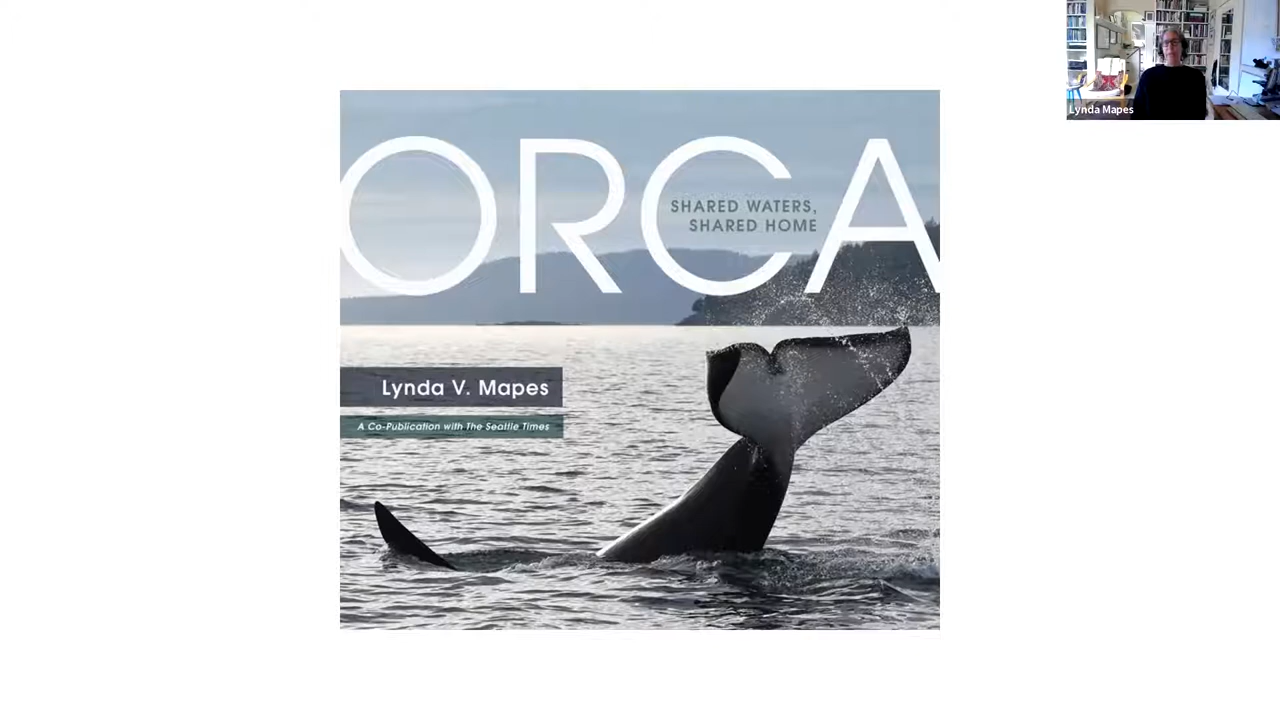 ORCA
SHARED WATERS,
SHARED HOME
Lynda V. Mapes
A Co-Publication with The Seattle Times
Lynda Mapes